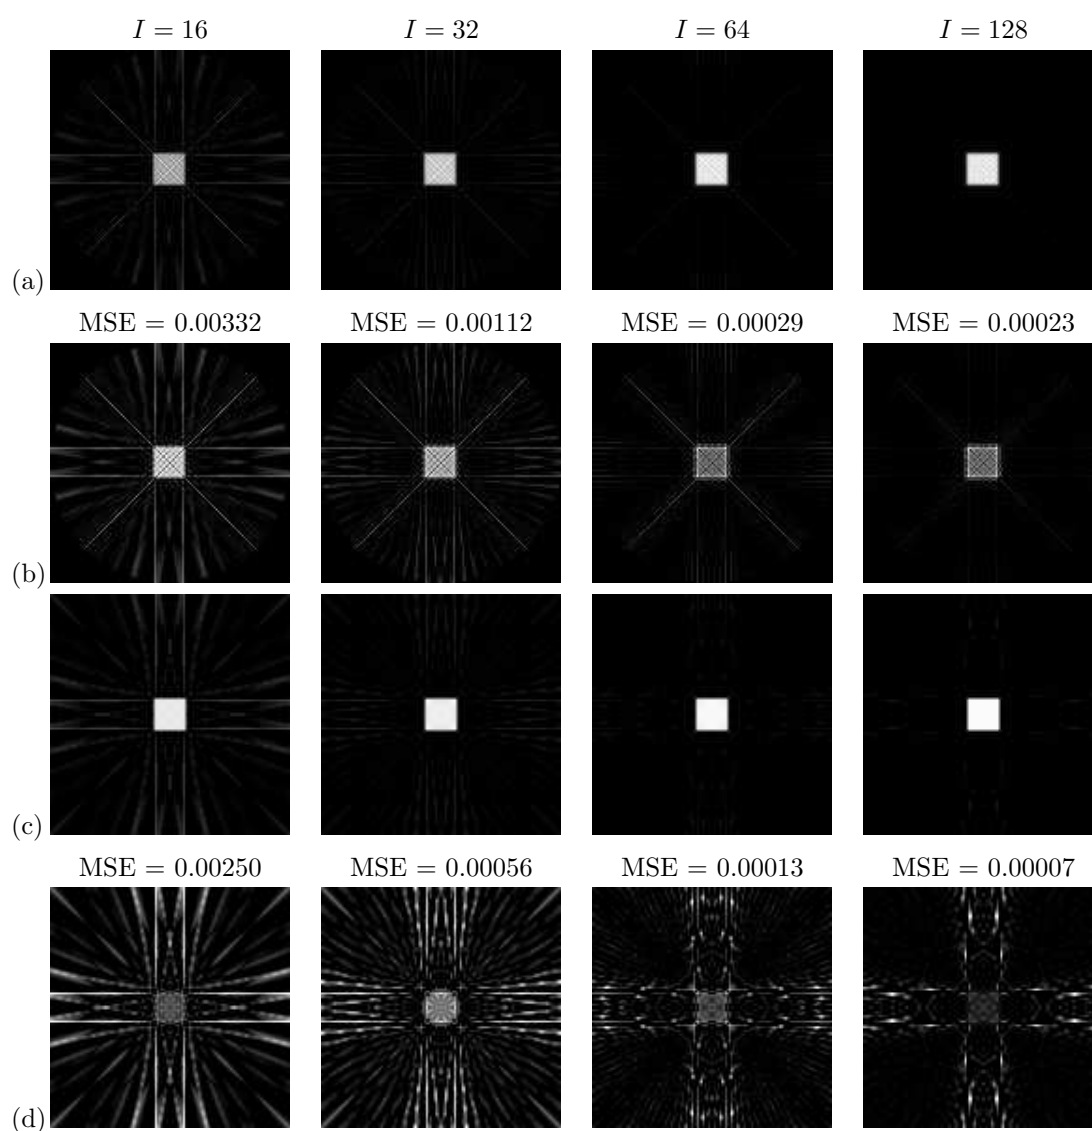 I = 16 I = 32 I = 64 I = 128
(a)
MSE = 0.00332 MSE = 0.00112 MSE = 0.00029 MSE = 0.00023
(b)
(c)
MSE = 0.00250 MSE = 0.00056 MSE = 0.00013 MSE = 0.00007
(d)